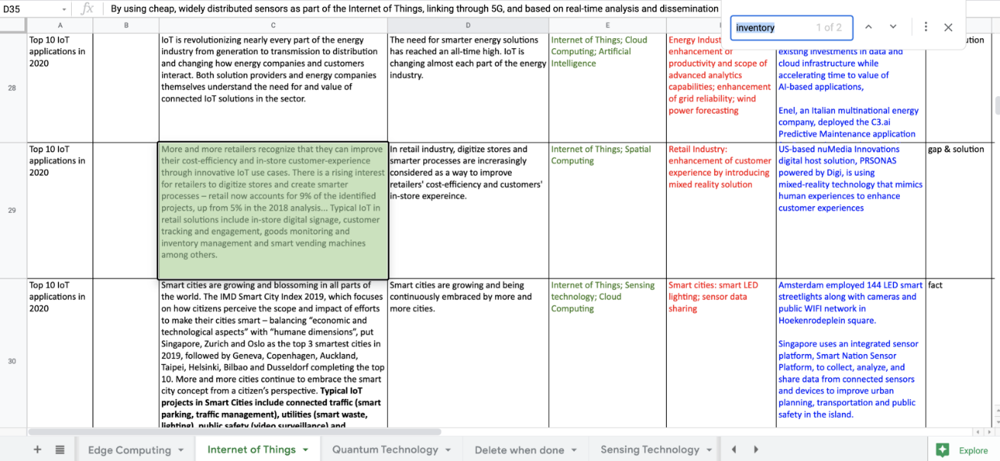 D35
fx
By using cheap, widely distributed sensors as part of the Internet of Things, linking through 5G, and based on real-time analysis and dissemination
inventory
1 of 2
A
B
C
D
E
28
Top 10 IoT
applications in
2020
IoT is revolutionizing nearly every part of the energy
industry from generation to transmission to distribution
and changing how energy companies and customers
interact. Both solution providers and energy companies
themselves understand the need for and value of
connected IoT solutions in the sector.
The need for smarter energy solutions
has reached an all-time high. IoT is
changing almost each part of the energy
industry.
Internet of Things; Cloud
Computing; Artificial
Intelligence
Energy Indust
enhancement of
productivity and scope of
advanced analytics
capabilities; enhancement
of grid reliability; wind
power forecasting
existing investments in data and
cloud infrastructure while
accelerating time to value of
AI-based applications,
Enel, an Italian multinational energy
company, deployed the C3.ai
Predictive Maintenance application
ution
29
Top 10 IoT
applications in
2020
More and more retailers recognize that they can improve
their cost-efficiency and in-store customer-experience
through innovative IoT use cases. There is a rising interest
for retailers to digitize stores and create smarter
processes – retail now accounts for 9% of the identified
projects, up from 5% in the 2018 analysis... Typical IoT in
retail solutions include in-store digital signage, customer
tracking and engagement, goods monitoring and
inventory management and smart vending machines
among others.
In retail industry, digitize stores and
smarter processes are increrasingly
considered as a way to improve
retailers' cost-efficiency and customers'
in-store expereince.
Internet of Things; Spatial
Computing
Retail Industry:
enhancement of customer
experience by introducing
mixed reality solution
US-based nuMedia Innovations
digital host solution, PRSONAS
powered by Digi, is using
mixed-reality technology that mimics
human experiences to enhance
customer experiences
gap & solution
30
Top 10 IoT
applications in
2020
Smart cities are growing and blossoming in all parts of
the world. The IMD Smart City Index 2019, which focuses
on how citizens perceive the scope and impact of efforts
to make their cities smart – balancing “economic and
technological aspects” with “humane dimensions”, put
Singapore, Zurich and Oslo as the top 3 smartest cities in
2019, followed by Geneva, Copenhagen, Auckland,
Taipei, Helsinki, Bilbao and Dusseldorf completing the top
10. More and more cities continue to embrace the smart
city concept from a citizen’s perspective. Typical IoT
projects in Smart Cities include connected traffic (smart
parking, traffic management), utilities (smart waste,
lighting), public safety (video surveillance) and
Smart cities are growing and being
continuously embraced by more and
more cities.
Internet of Things; Sensing
technology; Cloud
Computing
Smart cities: smart LED
lighting; sensor data
sharing
Amsterdam employed 144 LED smart
streetlights along with cameras and
public WIFI network in
Hoekenrodeplein square.
Singapore uses an integrated sensor
platform, Smart Nation Sensor
Platform, to collect, analyze, and
share data from connected sensors
and devices to improve urban
planning, transportation and public
safety in the island.
fact
Edge Computing
Internet of Things
Quantum Technology
Delete when done
Sensing Technology
Explore